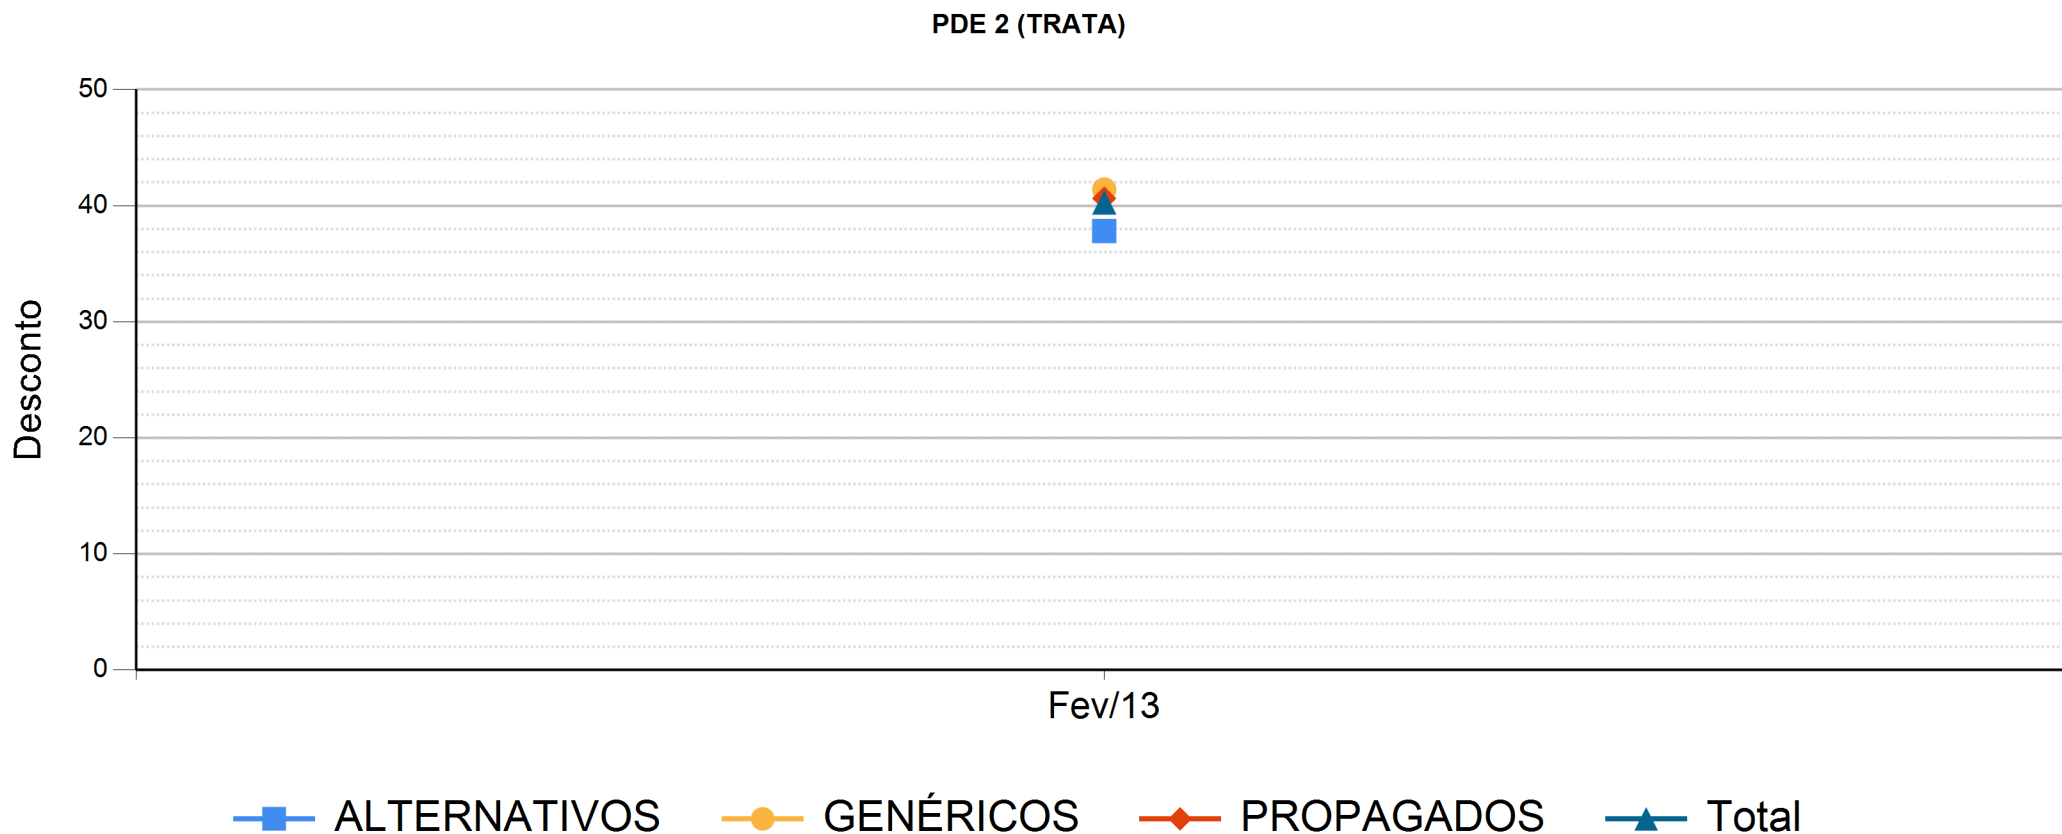 PDE 2 (TRATA)
50
40
30
20
10
0
Desconto
Fev/13
ALTERNATIVOS GENÉRICOS PROPAGADOS Total